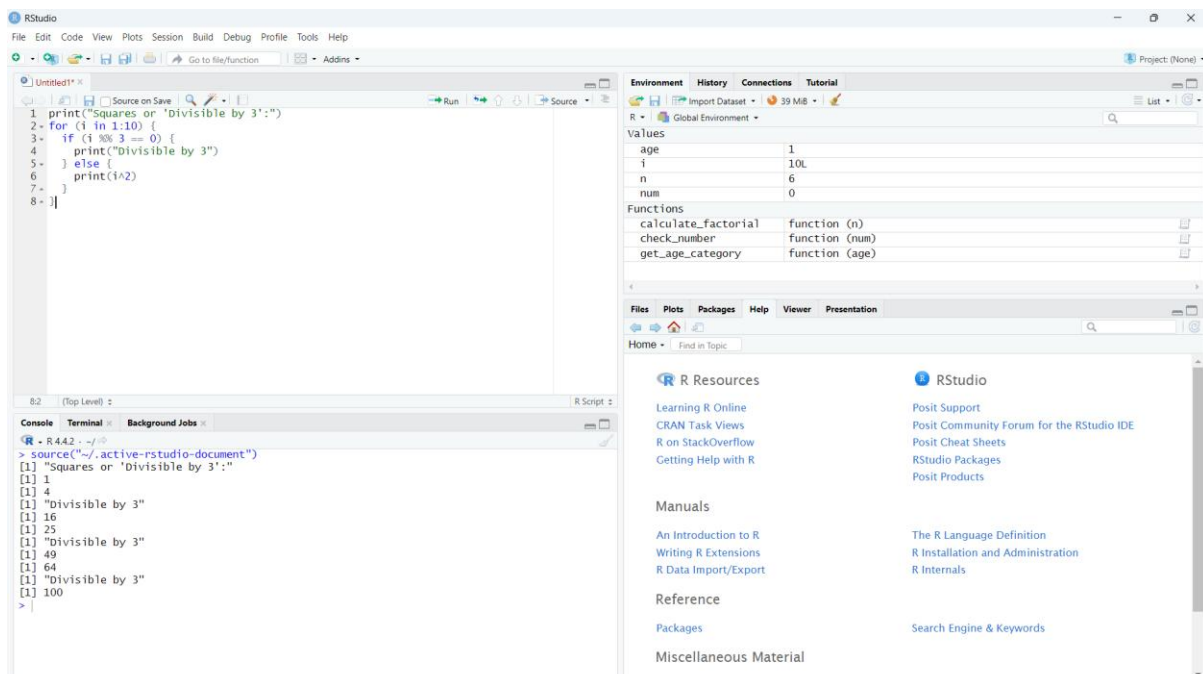 RStudio
File Edit Code View Plots Session Build Debug Profile Tools Help
Go to file/function Addins
Project: (None)
Untitled1*
Source on Save Run Source
1 print("Squares or 'Divisible by 3':")
2 for (i in 1:10) {
3 if (i %% 3 == 0) {
4 print("Divisible by 3")
5 } else {
6 print(i^2)
7 }
8 }
8:2 (Top Level) R Script
Console Terminal Background Jobs
R 4.4.2 · ~/
> source("~/.active-rstudio-document")
[1] "Squares or 'Divisible by 3':"
[1] 1
[1] 4
[1] "Divisible by 3"
[1] 16
[1] 25
[1] "Divisible by 3"
[1] 49
[1] 64
[1] "Divisible by 3"
[1] 100
>
Environment History Connections Tutorial
Import Dataset 39 MiB List
R Global Environment
Values
age 1
i 10L
n 6
num 0
Functions
calculate_factorial function (n)
check_number function (num)
get_age_category function (age)
Files Plots Packages Help Viewer Presentation
Home Find in Topic
R Resources
Learning R Online
CRAN Task Views
R on StackOverflow
Getting Help with R
RStudio
Posit Support
Posit Community Forum for the RStudio IDE
Posit Cheat Sheets
RStudio Packages
Posit Products
Manuals
An Introduction to R
Writing R Extensions
R Data Import/Export
The R Language Definition
R Installation and Administration
R Internals
Reference
Packages
Search Engine & Keywords
Miscellaneous Material